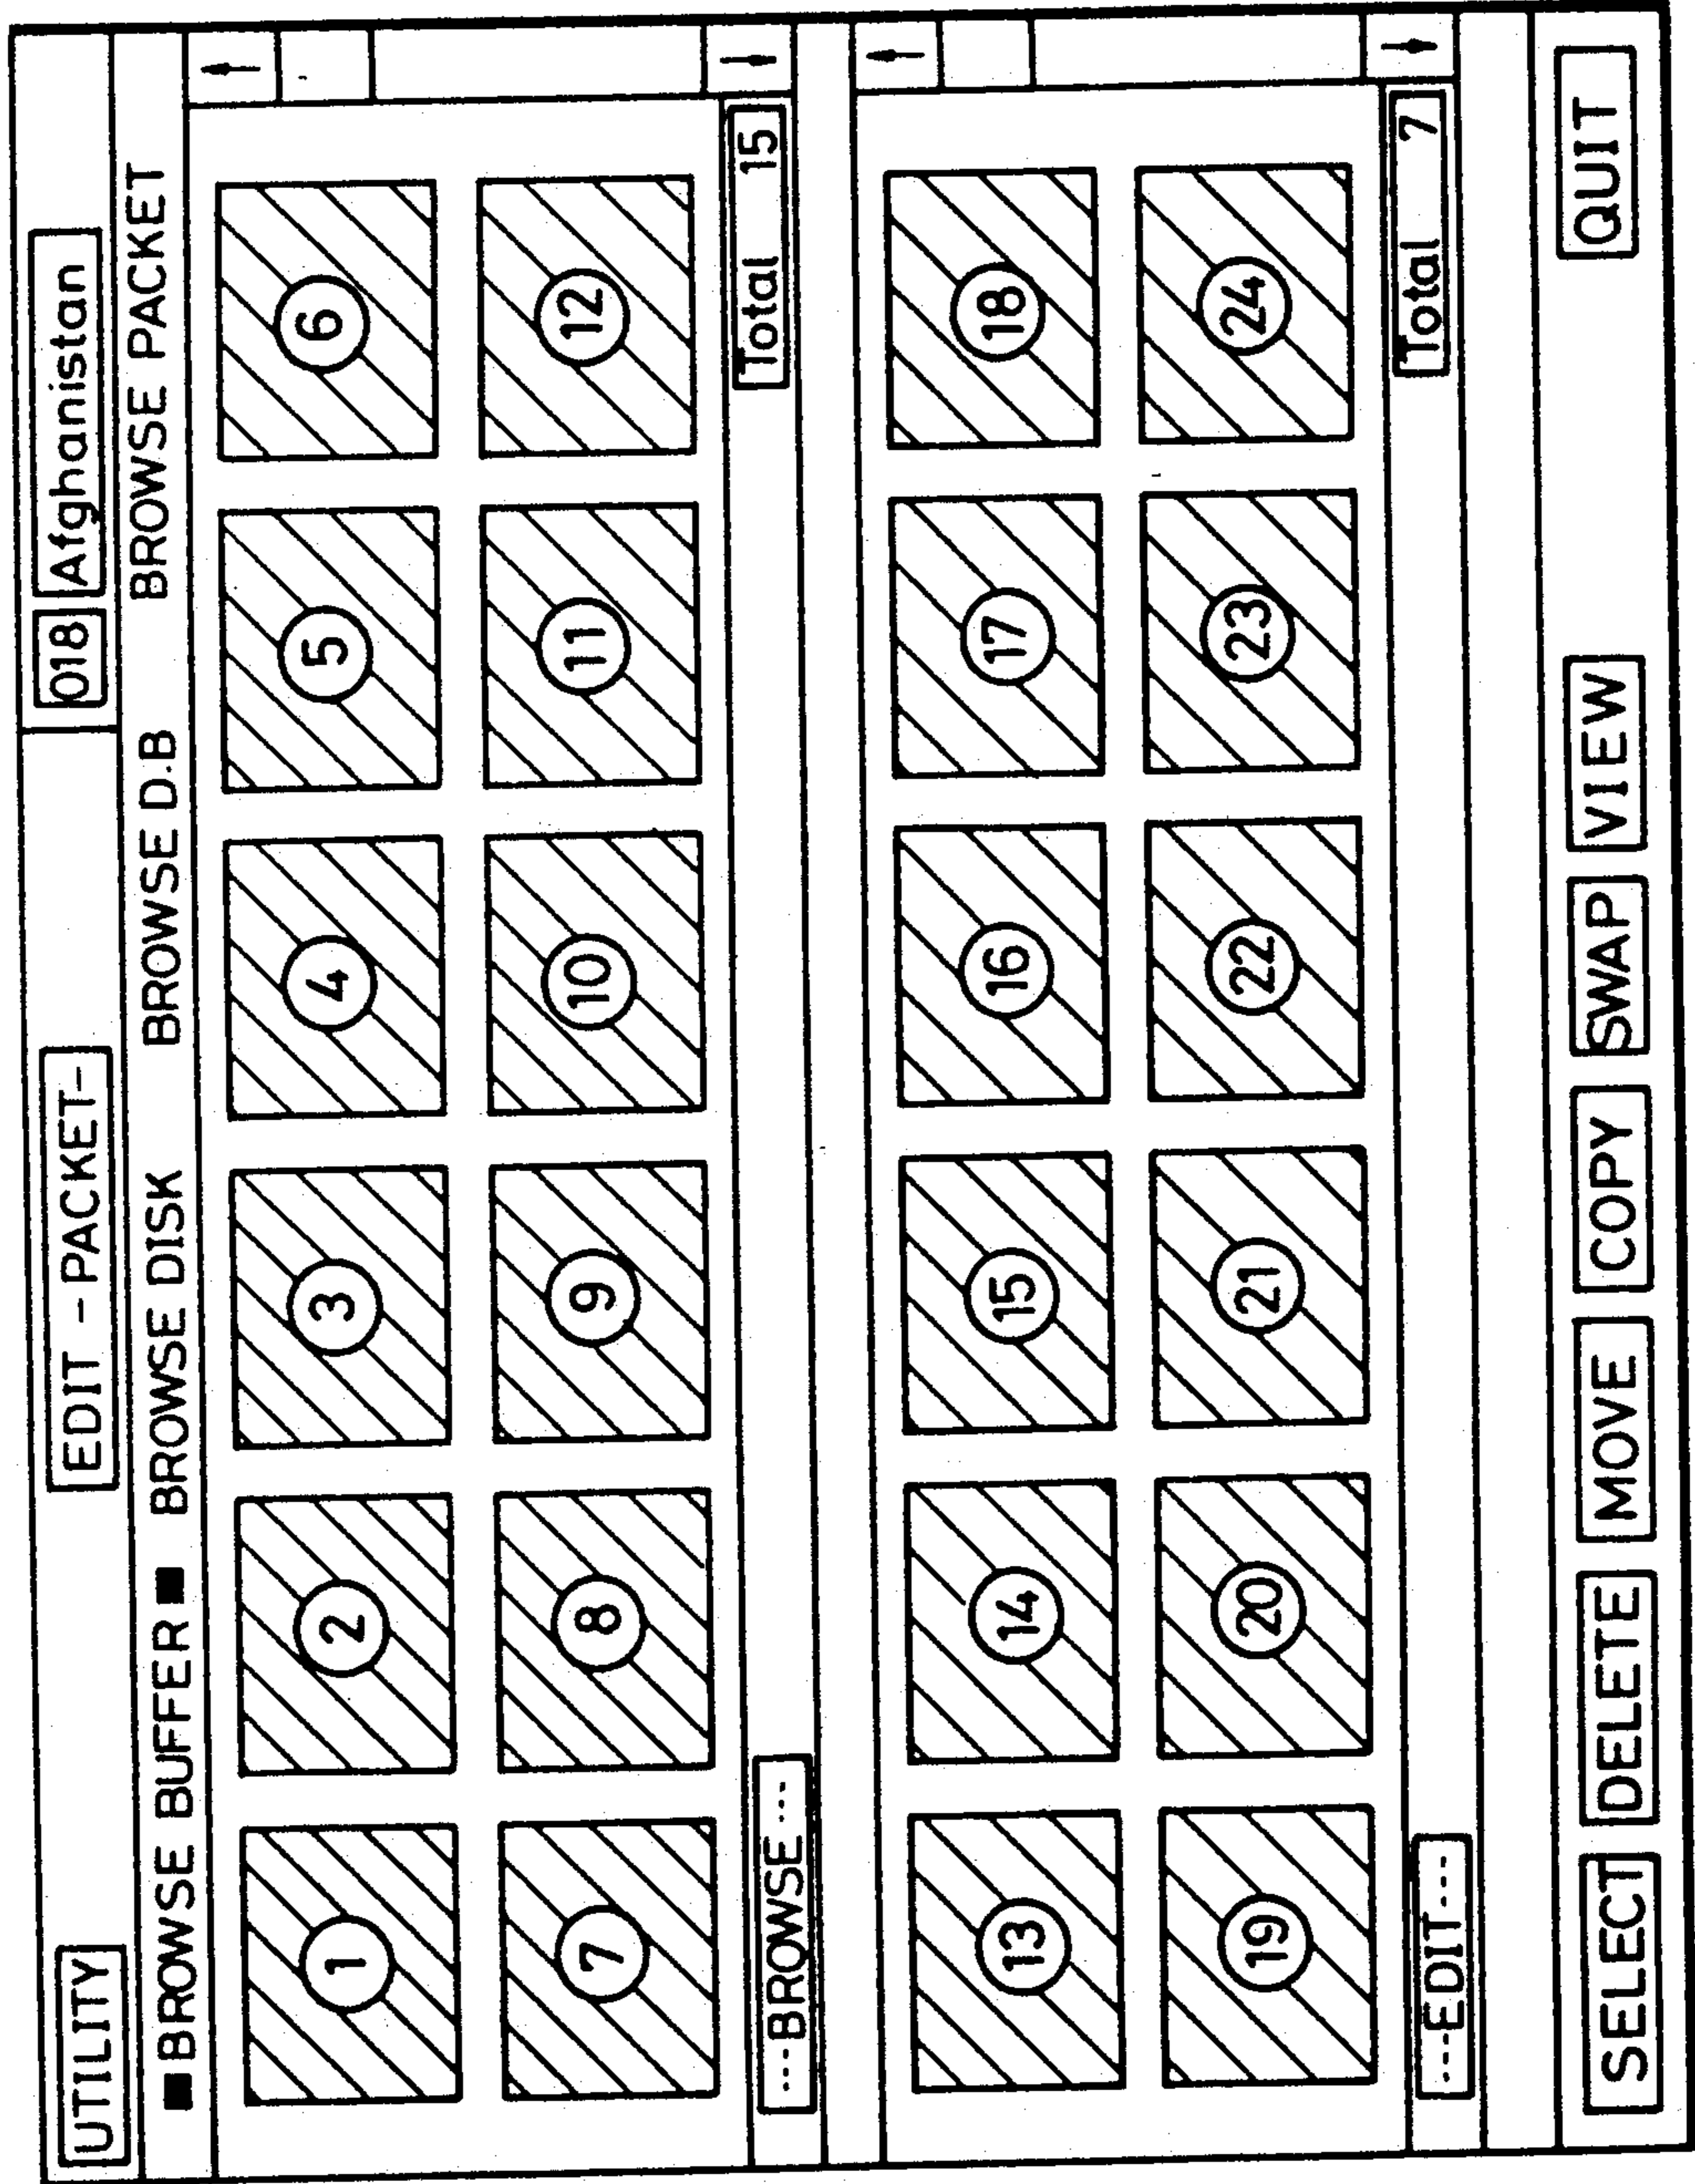 UTILITY EDIT -PACKET- 018 Afghanistan
■ BROWSE BUFFER ■ BROWSE DISK BROWSE D.B BROWSE PACKET
↑
1 2 3 4 5 6
7 8 9 10 11 12
↓
---BROWSE--- Total 15
↑
13 14 15 16 17 18
19 20 21 22 23 24
↓
---EDIT--- Total 7
SELECT DELETE MOVE COPY SWAP VIEW QUIT